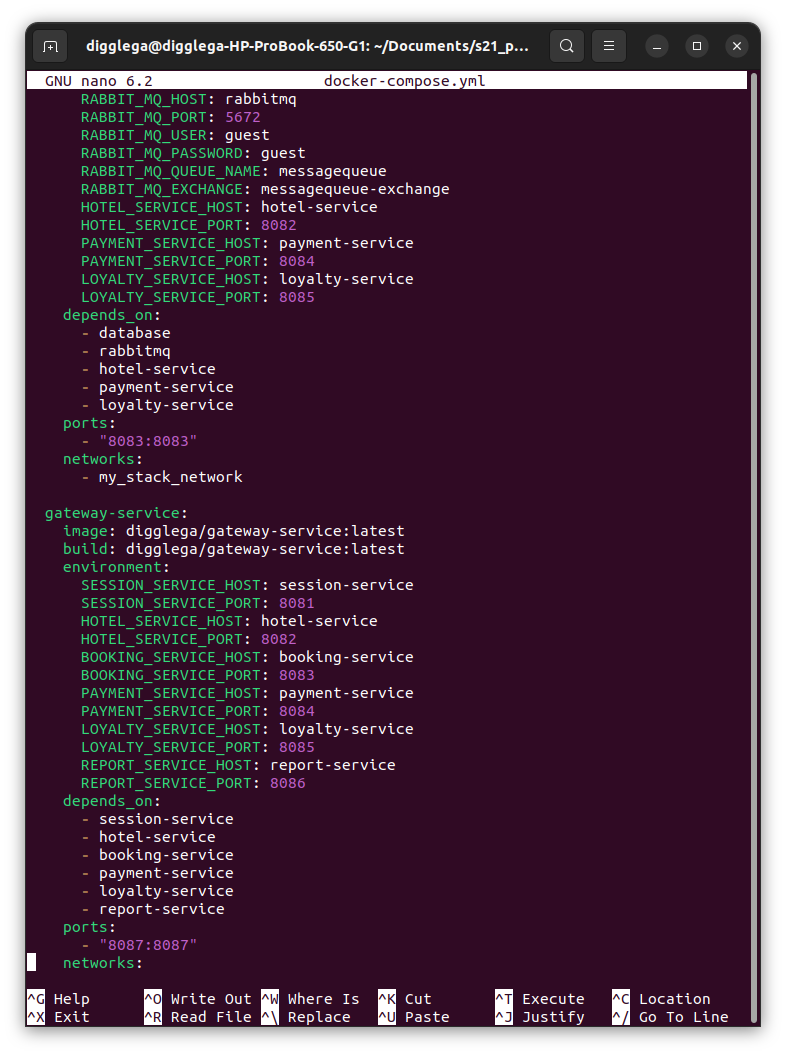 digglega@digglega-HP-ProBook-650-G1: ~/Documents/s21_p...
GNU nano 6.2 docker-compose.yml
RABBIT_MQ_HOST: rabbitmq
RABBIT_MQ_PORT: 5672
RABBIT_MQ_USER: guest
RABBIT_MQ_PASSWORD: guest
RABBIT_MQ_QUEUE_NAME: messagequeue
RABBIT_MQ_EXCHANGE: messagequeue-exchange
HOTEL_SERVICE_HOST: hotel-service
HOTEL_SERVICE_PORT: 8082
PAYMENT_SERVICE_HOST: payment-service
PAYMENT_SERVICE_PORT: 8084
LOYALTY_SERVICE_HOST: loyalty-service
LOYALTY_SERVICE_PORT: 8085
depends_on:
- database
- rabbitmq
- hotel-service
- payment-service
- loyalty-service
ports:
- "8083:8083"
networks:
- my_stack_network
gateway-service:
image: digglega/gateway-service:latest
build: digglega/gateway-service:latest
environment:
SESSION_SERVICE_HOST: session-service
SESSION_SERVICE_PORT: 8081
HOTEL_SERVICE_HOST: hotel-service
HOTEL_SERVICE_PORT: 8082
BOOKING_SERVICE_HOST: booking-service
BOOKING_SERVICE_PORT: 8083
PAYMENT_SERVICE_HOST: payment-service
PAYMENT_SERVICE_PORT: 8084
LOYALTY_SERVICE_HOST: loyalty-service
LOYALTY_SERVICE_PORT: 8085
REPORT_SERVICE_HOST: report-service
REPORT_SERVICE_PORT: 8086
depends_on:
- session-service
- hotel-service
- booking-service
- payment-service
- loyalty-service
- report-service
ports:
- "8087:8087"
networks:
^G Help ^O Write Out ^W Where Is ^K Cut ^T Execute ^C Location
^X Exit ^R Read File ^\ Replace ^U Paste ^J Justify ^/ Go To Line